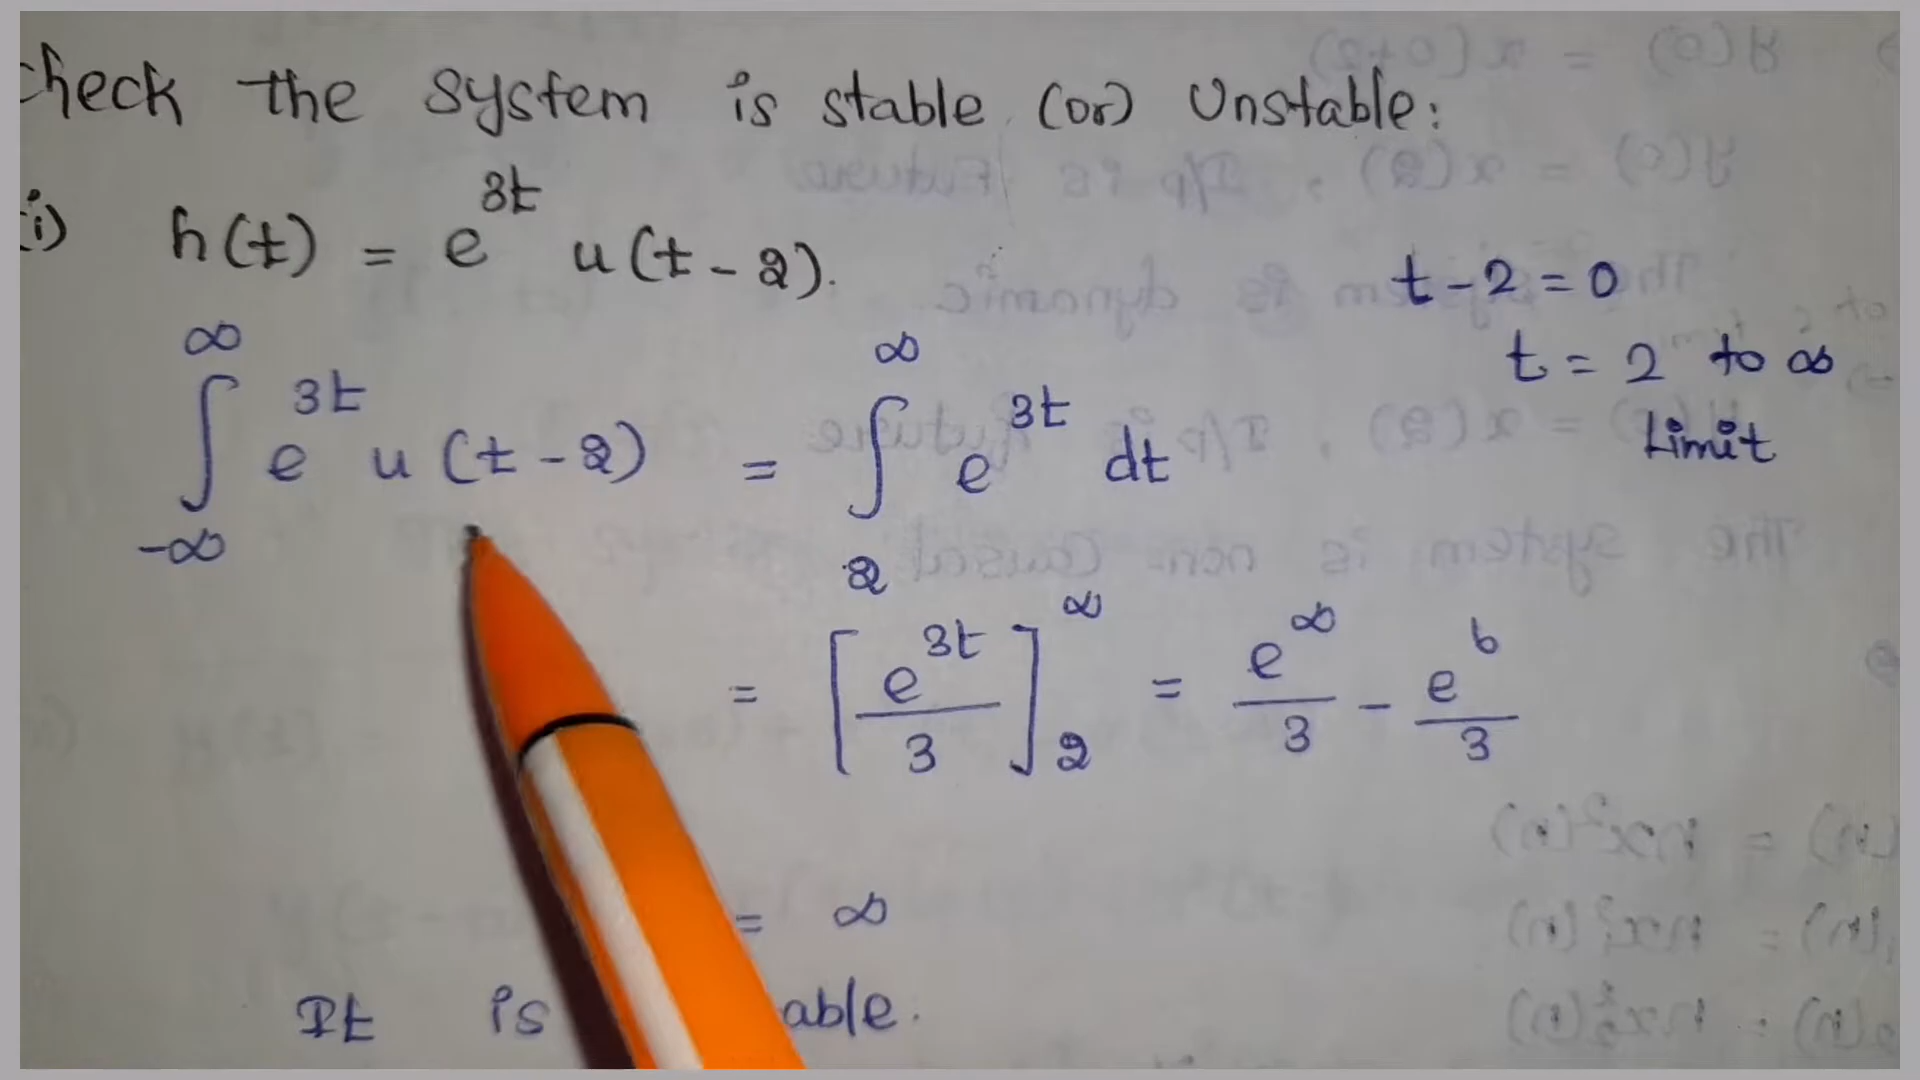 check the system is stable (or) Unstable:
(i) h(t) = e^{3t} u(t-2).
t-2=0
t = 2 to ∞
Limit
∫_{-∞}^{∞} e^{3t} u(t-2) = ∫_{2}^{∞} e^{3t} dt
= [e^{3t}/3]_{2}^{∞} = e^{∞}/3 - e^{6}/3
= ∞
It is able.